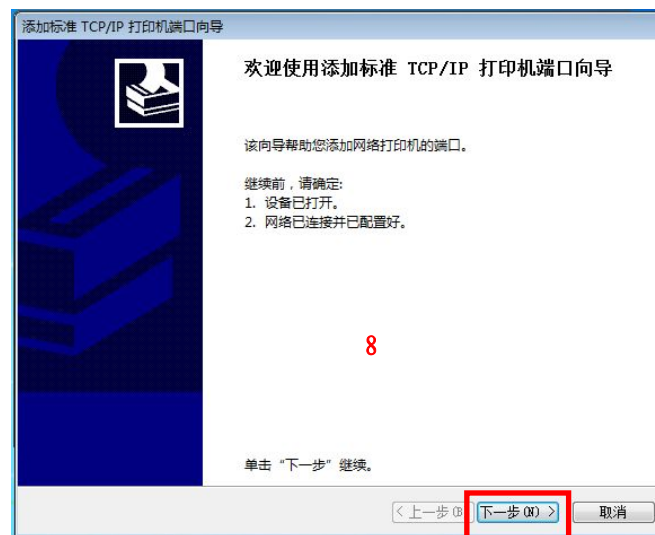 添加标准 TCP/IP 打印机端口向导
欢迎使用添加标准 TCP/IP 打印机端口向导
该向导帮助您添加网络打印机的端口。
继续前，请确定:
1. 设备已打开。
2. 网络已连接并已配置好。
8
单击 "下一步" 继续。
< 上一步(B 下一步(N) > 取消